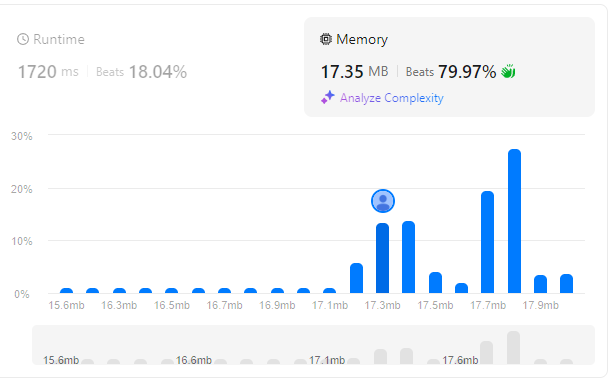 Runtime
1720 ms Beats 18.04%
Memory
17.35 MB Beats 79.97%
Analyze Complexity
30%
20%
10%
0%
15.6mb 16.3mb 16.5mb 16.7mb 16.9mb 17.1mb 17.3mb 17.5mb 17.7mb 17.9mb
15.6mb 16.6mb 17.1mb 17.6mb